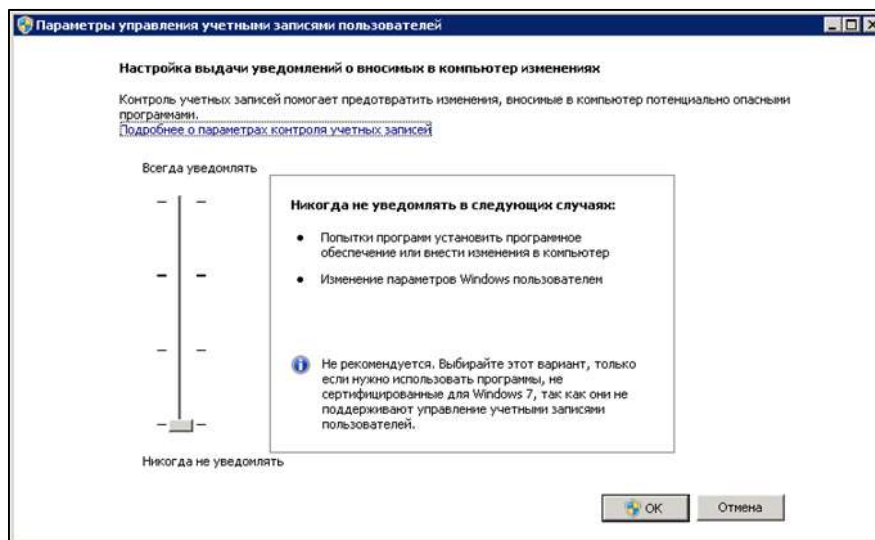 Параметры управления учетными записями пользователей
Настройка выдачи уведомлений о вносимых в компьютер изменениях
Контроль учетных записей помогает предотвратить изменения, вносимые в компьютер потенциально опасными
программами.
Подробнее о параметрах контроля учетных записей
Всегда уведомлять
Никогда не уведомлять в следующих случаях:
• Попытки программ установить программное
обеспечение или внести изменения в компьютер
• Изменение параметров Windows пользователем
Не рекомендуется. Выбирайте этот вариант, только
если нужно использовать программы, не
сертифицированные для Windows 7, так как они не
поддерживают управление учетными записями
пользователей.
Никогда не уведомлять
OK
Отмена